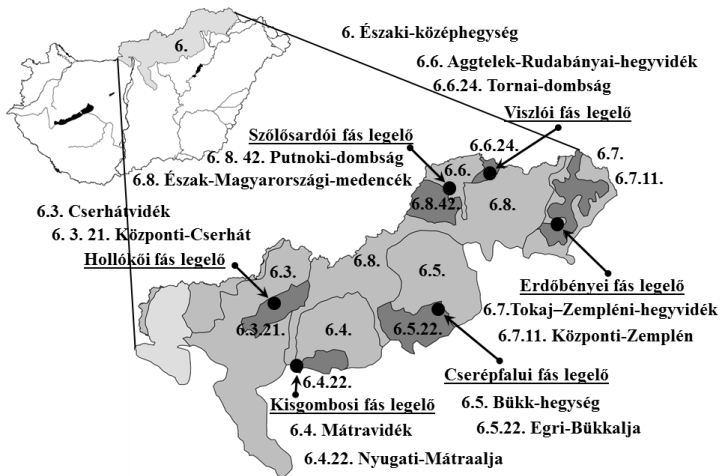 6.
6. Északi-középhegység
6.6. Aggtelek-Rudabányai-hegyvidék
6.6.24. Tornai-dombság
Viszlói fás legelő
Szőlősardói fás legelő
6. 8. 42. Putnoki-dombság
6.8. Észak-Magyarországi-medencék
6.6.24.
6.6.
6.7.
6.7.11.
6.8.42.
6.8.
6.3. Cserhátvidék
6. 3. 21. Központi-Cserhát
Hollókői fás legelő
6.3.
6.8.
6.5.
Erdőbényei fás legelő
6.7.Tokaj–Zempléni-hegyvidék
6.7.11. Központi-Zemplén
6.3.21.
6.4.
6.5.22.
6.4.22.
Cserépfalui fás legelő
6.5. Bükk-hegység
6.5.22. Egri-Bükkalja
Kisgombosi fás legelő
6.4. Mátravidék
6.4.22. Nyugati-Mátraalja